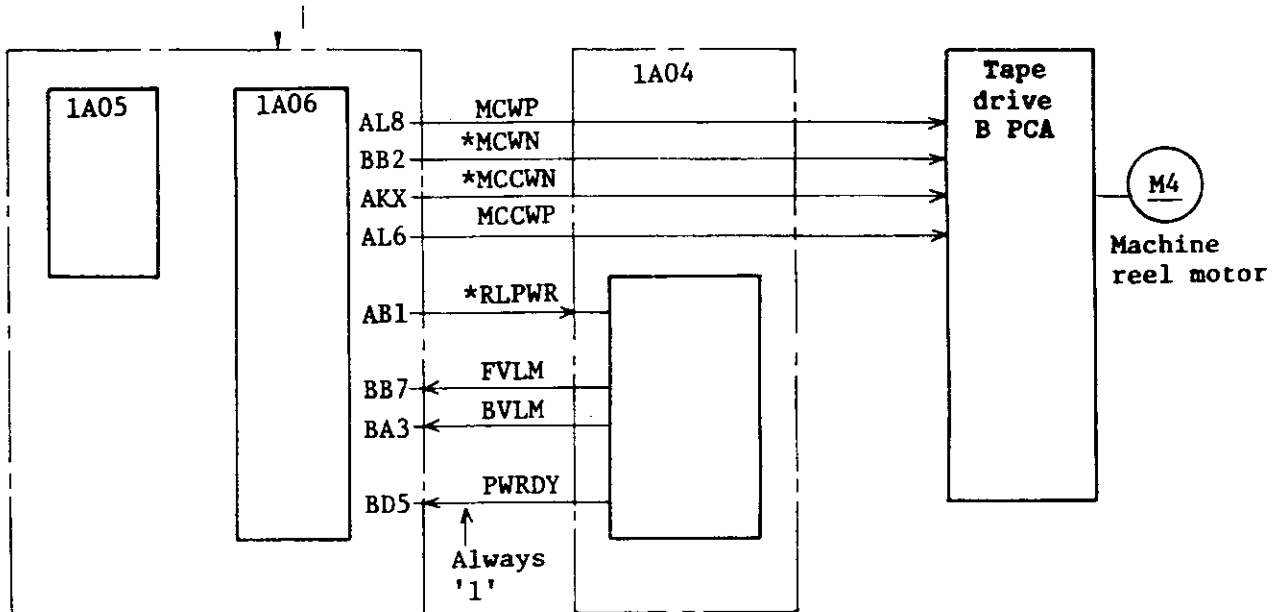 1A05
1A06
1A04
Tape
drive
B PCA
AL8
MCWP
BB2
*MCWN
AKX
*MCCWN
AL6
MCCWP
M4
Machine
reel motor
AB1
*RLPWR
BB7
FVLM
BA3
BVLM
BD5
PWRDY
Always
'1'